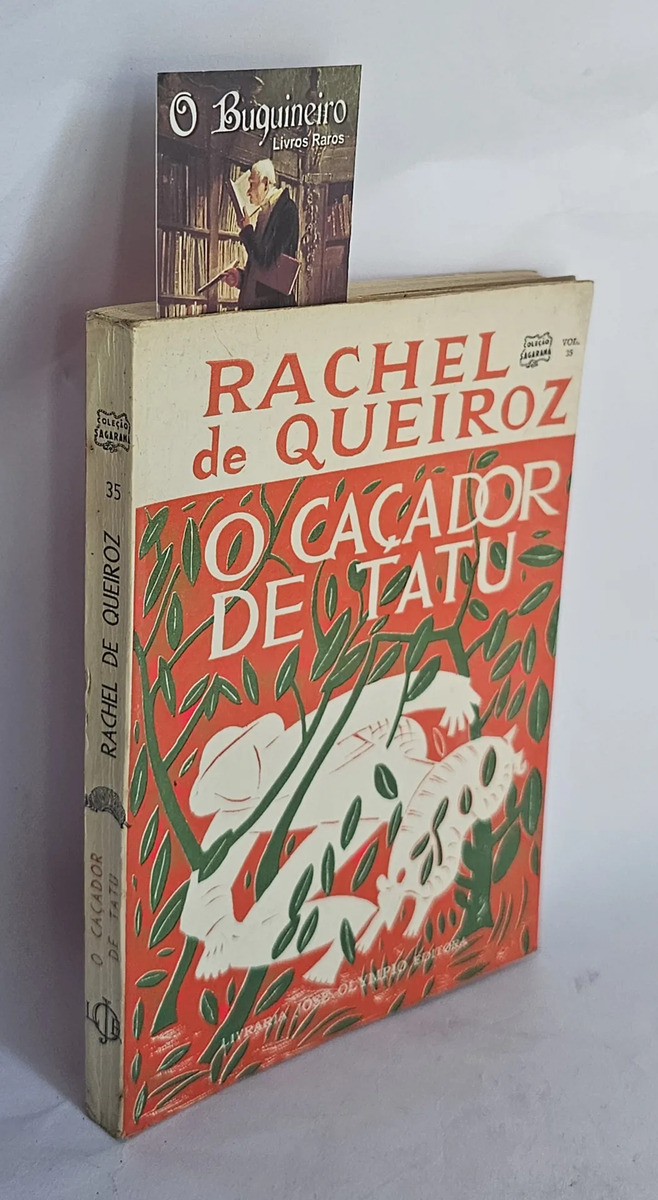 O Buquineiro
Livros Raros
RACHEL
de QUEIROZ
COLEÇÃO
SAGARANA
VOL.
35
O CAÇADOR
DE TATU
LIVRARIA JOSÉ OLYMPIO EDITORA
COLEÇÃO
SAGARANA
35
RACHEL DE QUEIROZ
O CAÇADOR
DE TATU